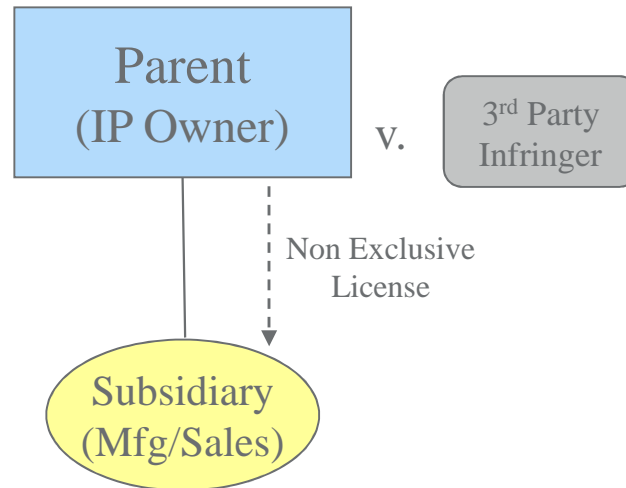 Parent
(IP Owner)
v.
3rd Party
Infringer
Non Exclusive
License
Subsidiary
(Mfg/Sales)